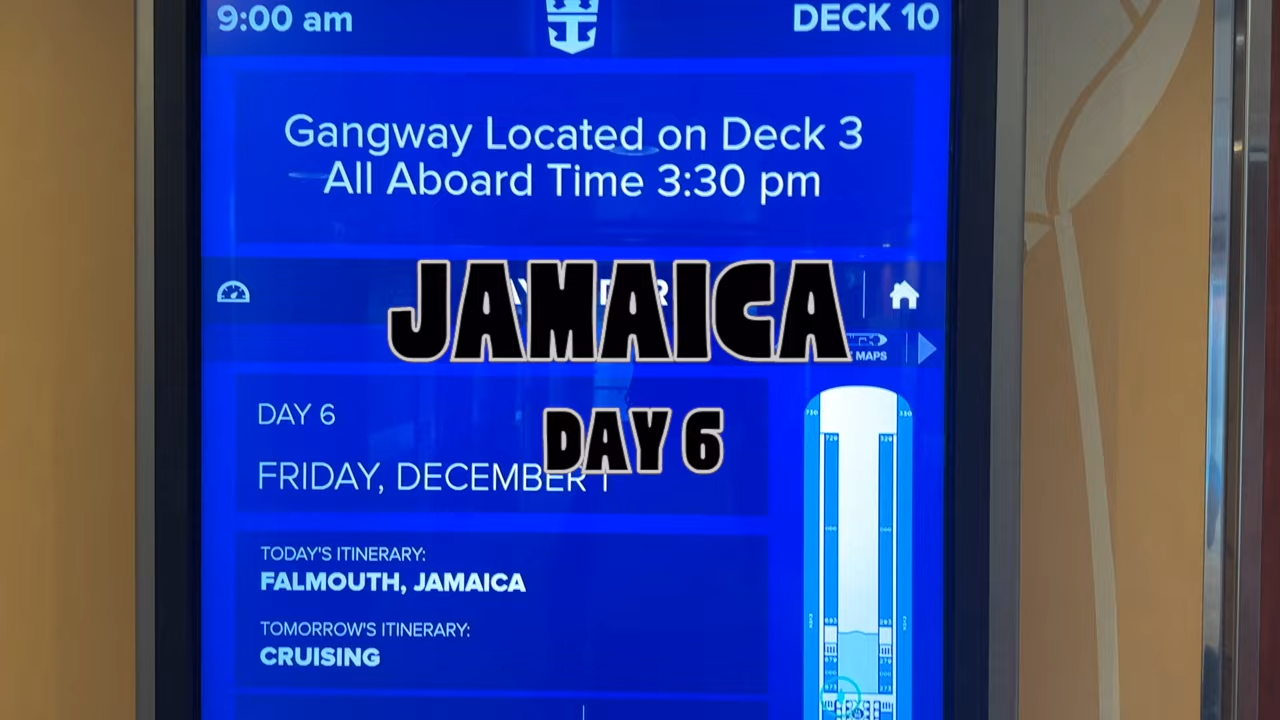 9:00 am
DECK 10
Gangway Located on Deck 3
All Aboard Time 3:30 pm
JAMAICA
MAPS
DAY 6
DAY 6
FRIDAY, DECEMBER 1
TODAY'S ITINERARY:
FALMOUTH, JAMAICA
TOMORROW'S ITINERARY:
CRUISING